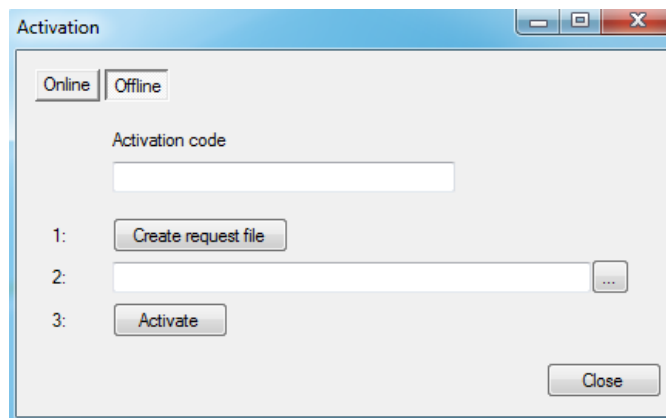 Activation
Online Offline
Activation code
1: Create request file
2: ...
3: Activate
Close